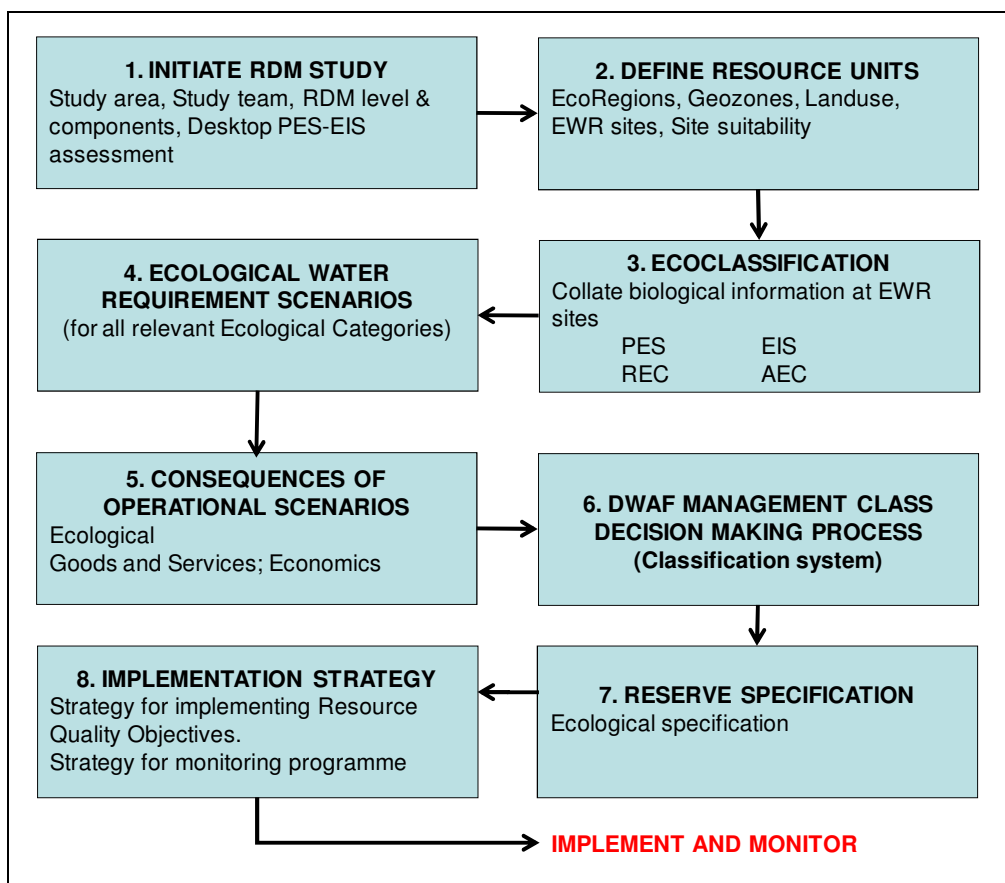 1. INITIATE RDM STUDY
Study area, Study team, RDM level &
components, Desktop PES-EIS
assessment
2. DEFINE RESOURCE UNITS
EcoRegions, Geozones, Landuse,
EWR sites, Site suitability
3. ECOCLASSIFICATION
Collate biological information at EWR
sites
PES EIS
REC AEC
4. ECOLOGICAL WATER
REQUIREMENT SCENARIOS
(for all relevant Ecological Categories)
5. CONSEQUENCES OF
OPERATIONAL SCENARIOS
Ecological
Goods and Services; Economics
6. DWAF MANAGEMENT CLASS
DECISION MAKING PROCESS
(Classification system)
7. RESERVE SPECIFICATION
Ecological specification
8. IMPLEMENTATION STRATEGY
Strategy for implementing Resource
Quality Objectives.
Strategy for monitoring programme
IMPLEMENT AND MONITOR